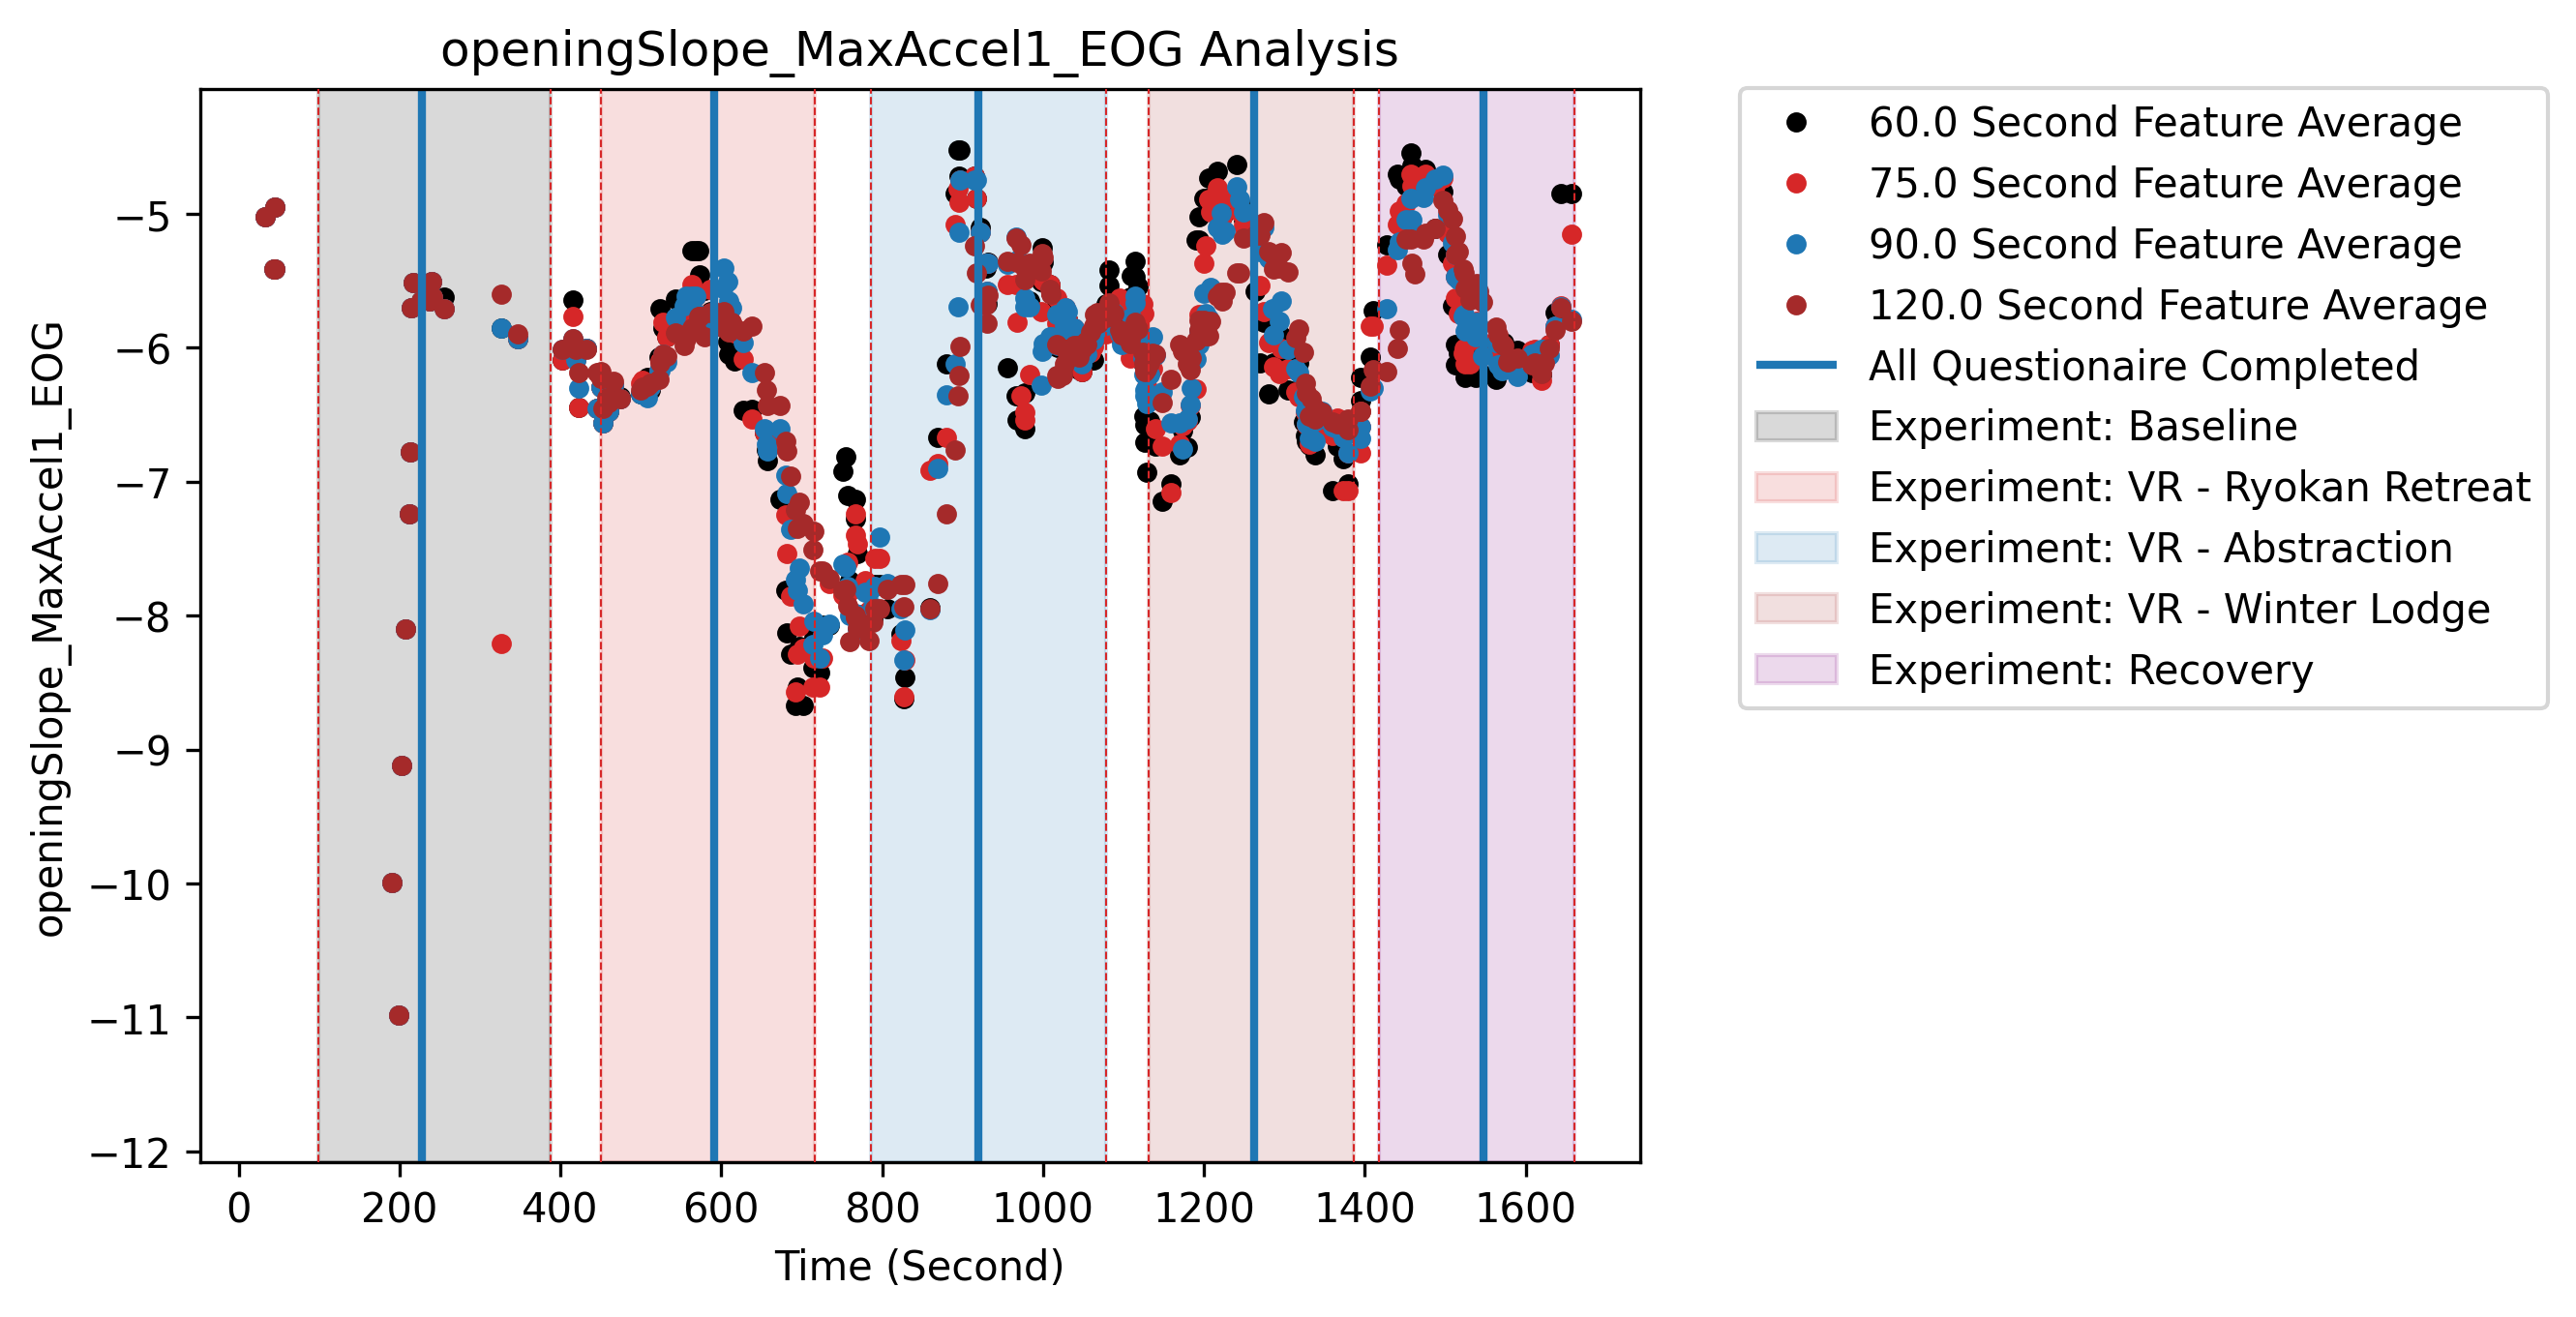 openingSlope_MaxAccel1_EOG Analysis
openingSlope_MaxAccel1_EOG
−5
−6
−7
−8
−9
−10
−11
−12
0 200 400 600 800 1000 1200 1400 1600
Time (Second)
60.0 Second Feature Average
75.0 Second Feature Average
90.0 Second Feature Average
120.0 Second Feature Average
All Questionaire Completed
Experiment: Baseline
Experiment: VR - Ryokan Retreat
Experiment: VR - Abstraction
Experiment: VR - Winter Lodge
Experiment: Recovery